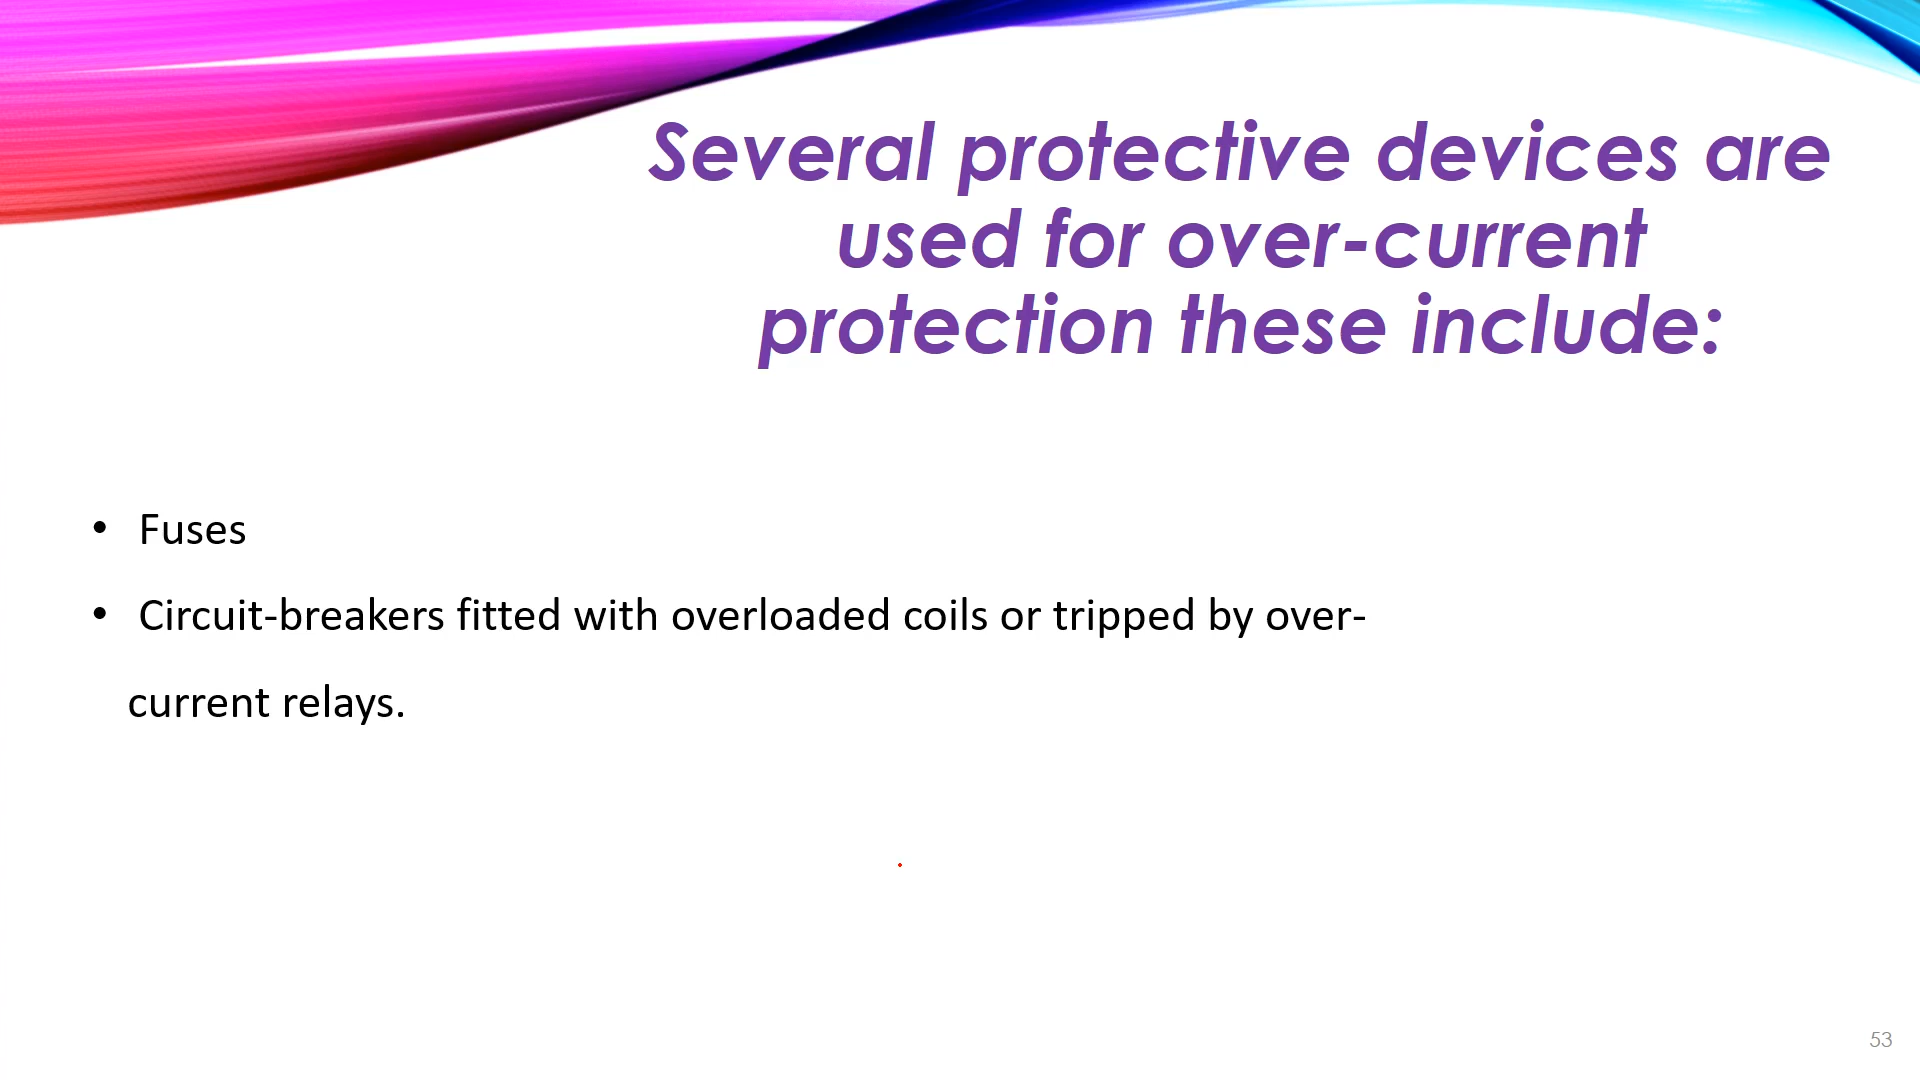 Several protective devices are
used for over-current
protection these include:
• Fuses
• Circuit-breakers fitted with overloaded coils or tripped by over-
current relays.
53